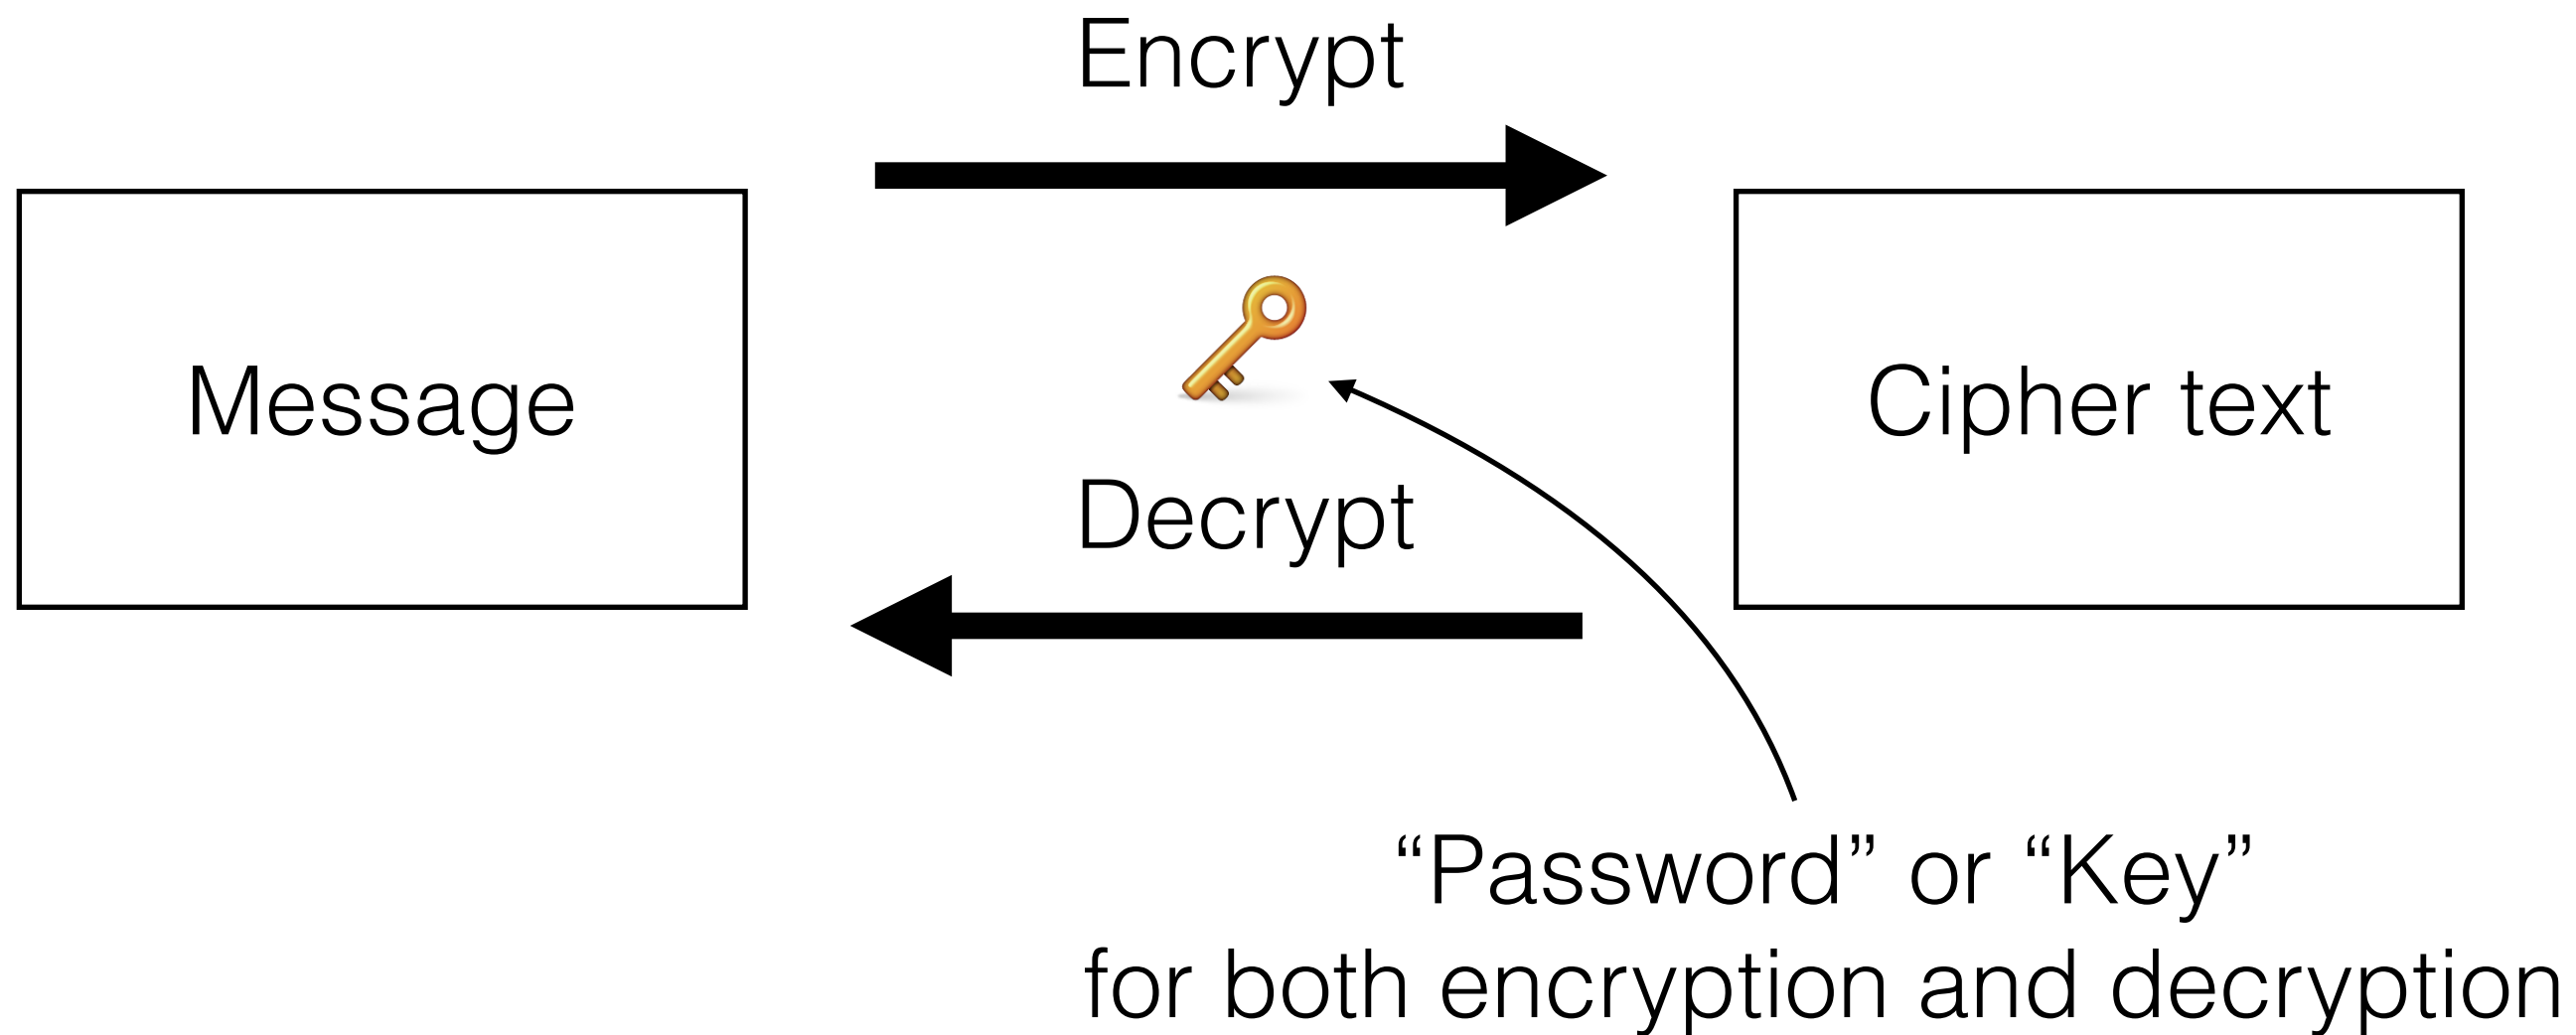 Encrypt
Message
Cipher text
Decrypt
“Password” or “Key”
for both encryption and decryption